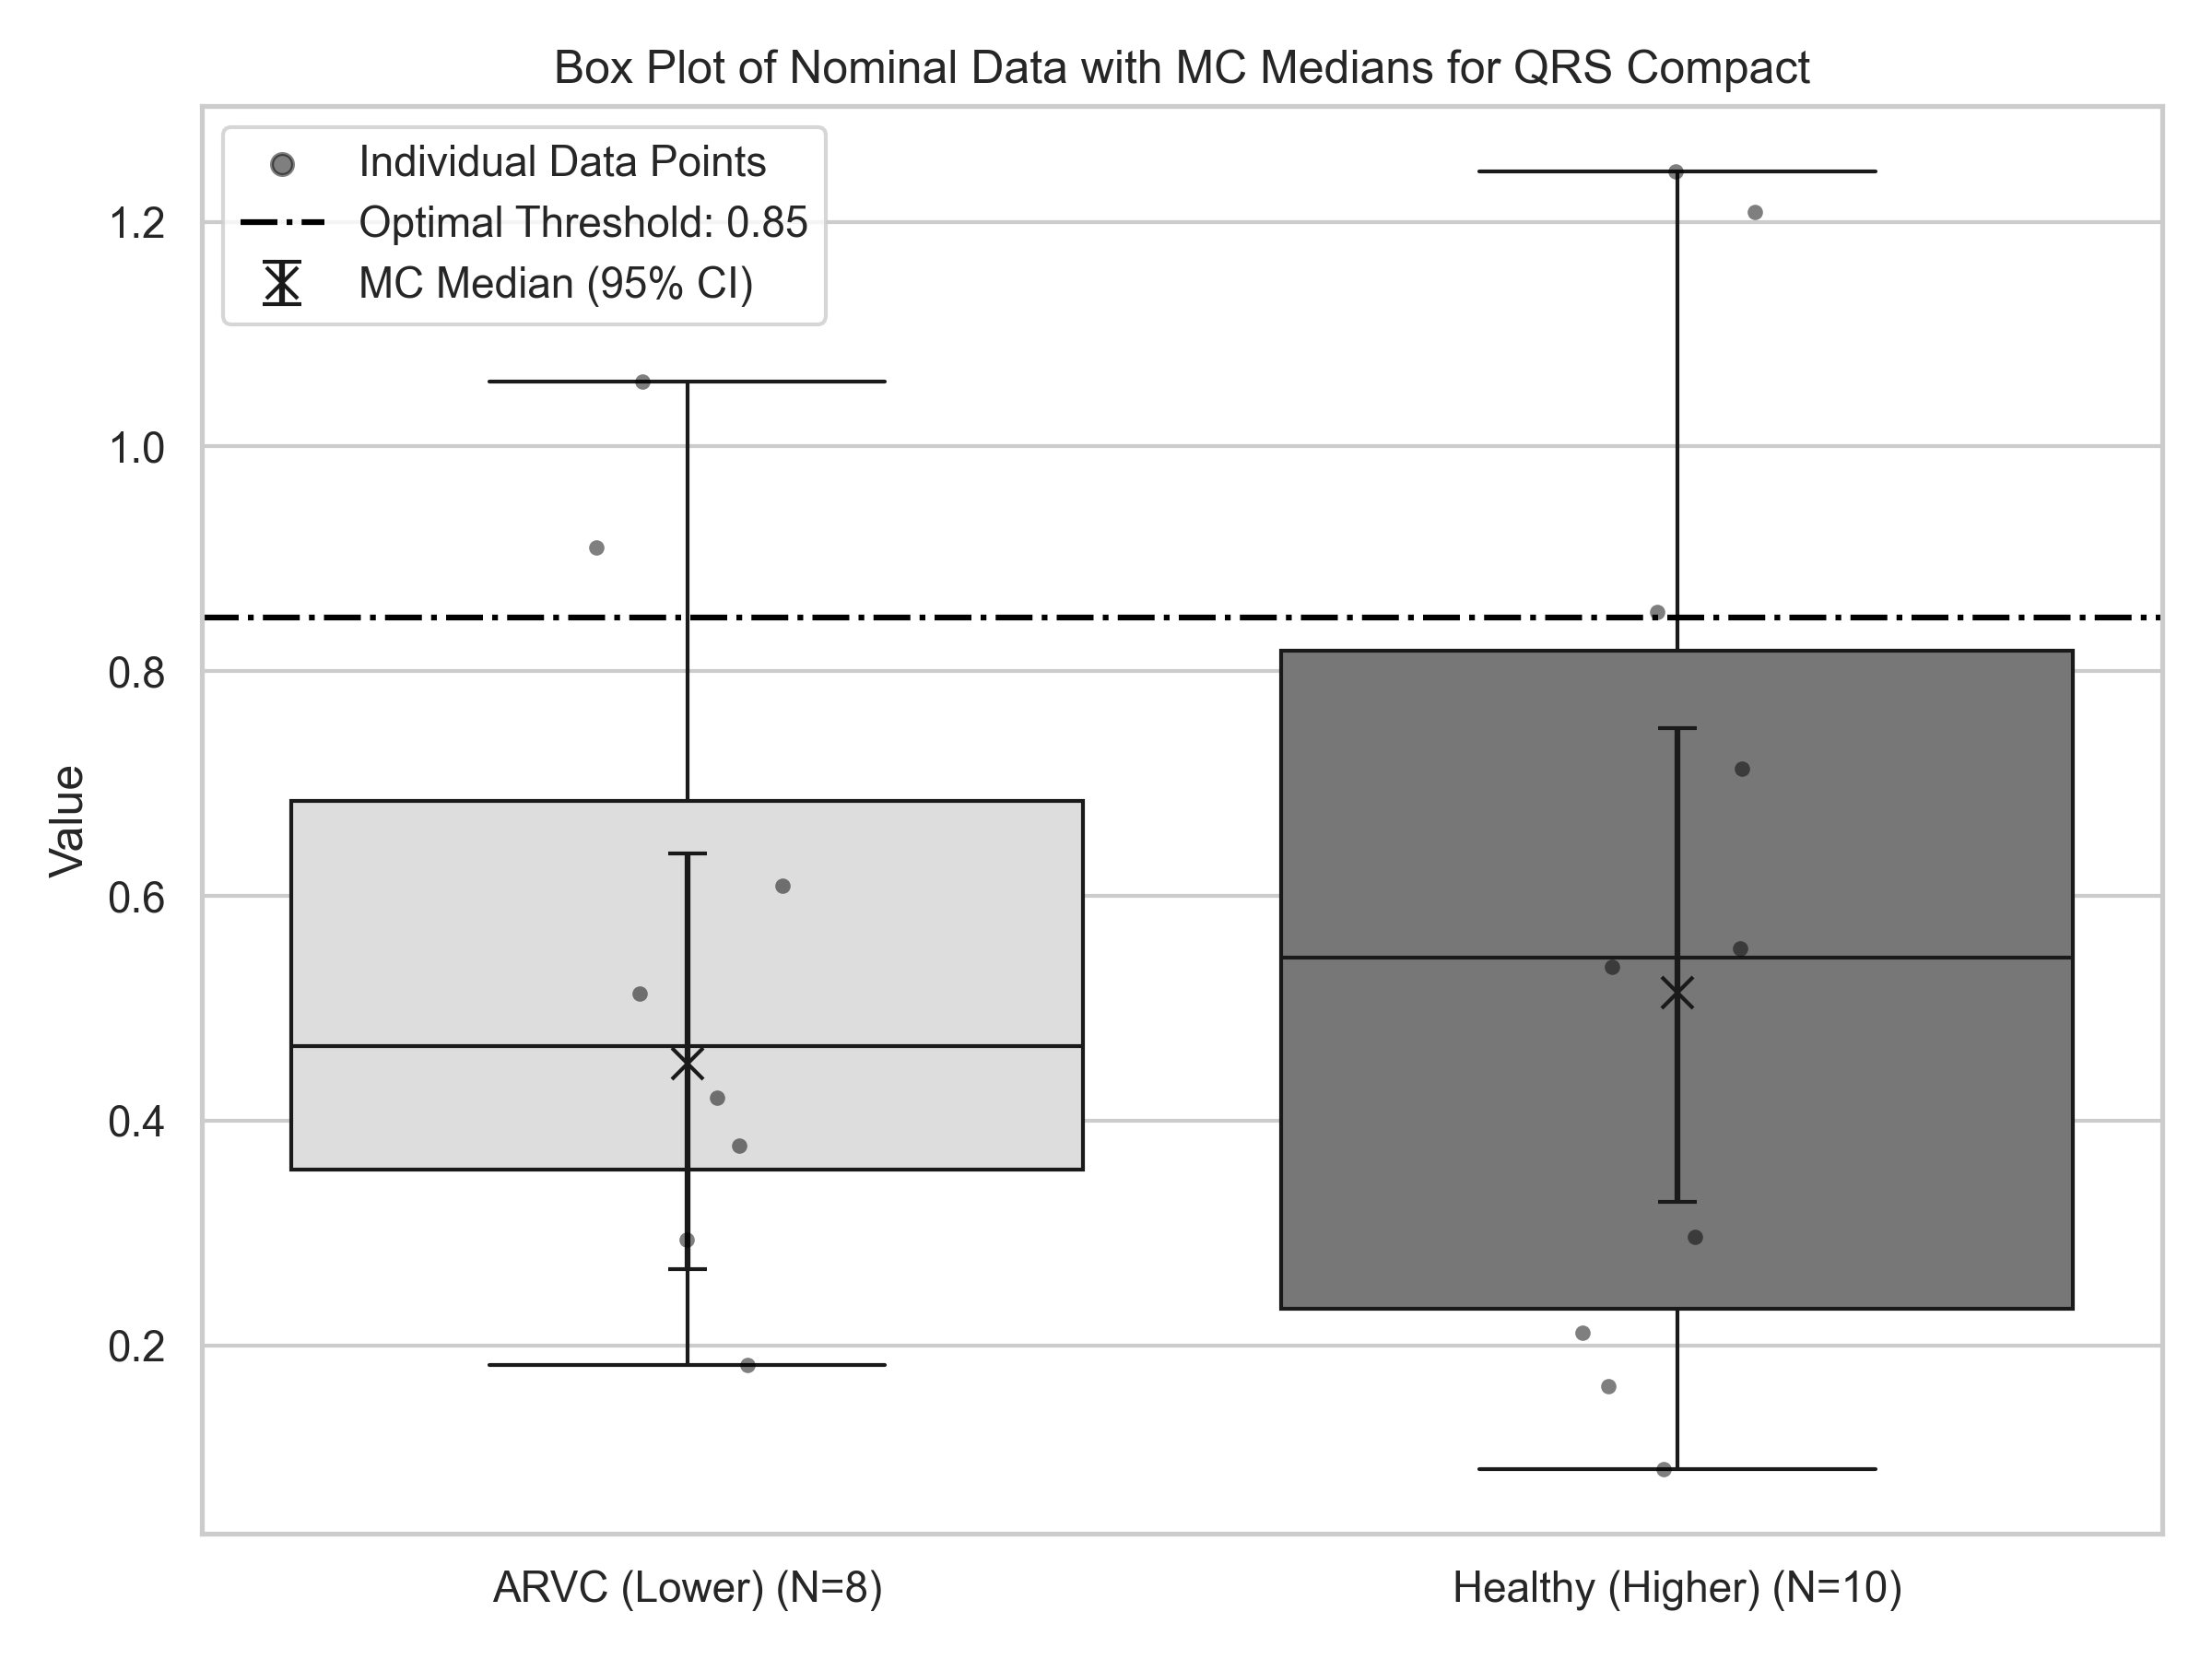 Box Plot of Nominal Data with MC Medians for QRS Compact
Individual Data Points
Optimal Threshold: 0.85
MC Median (95% CI)
1.2
1.0
0.8
0.6
0.4
0.2
Value
ARVC (Lower) (N=8)
Healthy (Higher) (N=10)